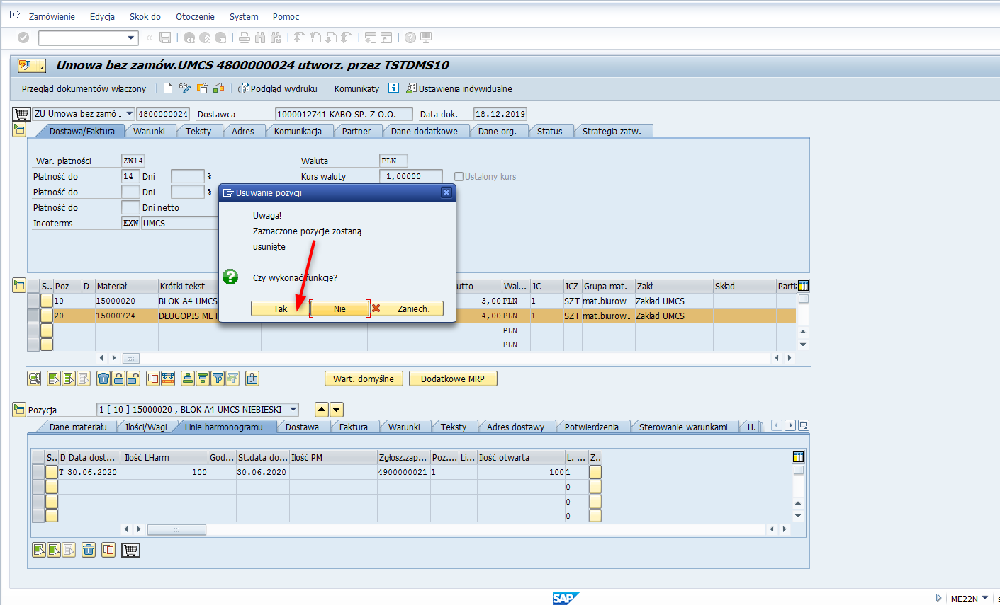 Zamówienie Edycja Skok do Otoczenie System Pomoc
Umowa bez zamów.UMCS 4800000024 utworz. przez TSTDMS10
Przegląd dokumentów włączony Podgląd wydruku Komunikaty Ustawienia indywidualne
ZU Umowa bez zamó... 4800000024 Dostawca 1000012741 KABO SP. Z O.O. Data dok. 18.12.2019
Dostawa/Faktura Warunki Teksty Adres Komunikacja Partner Dane dodatkowe Dane org. Status Strategia zatw.
War. płatności ZW14 Waluta PLN
Płatność do 14 Dni % Kurs waluty 1,00000 Ustalony kurs
Płatność do Dni %
Płatność do Dni netto
Incoterms EXW UMCS
Usuwanie pozycji
Uwaga!
Zaznaczone pozycje zostaną
usunięte
Czy wykonać funkcję?
Tak Nie Zaniech.
S.. Poz D Materiał Krótki tekst utto Wal... JC ICZ Grupa mat. Zakł Skład Parti
10 15000020 BLOK A4 UMCS 3,00 PLN 1 SZT mat.biurow... Zakład UMCS
20 15000724 DŁUGOPIS MET 4,00 PLN 1 SZT mat.biurow... Zakład UMCS
PLN
PLN
Wart. domyślne Dodatkowe MRP
Pozycja 1 [ 10 ] 15000020 , BLOK A4 UMCS NIEBIESKI
Dane materiału Ilości/Wagi Linie harmonogramu Dostawa Faktura Warunki Teksty Adres dostawy Potwierdzenia Sterowanie warunkami H.
S.. D Data dost... Ilość LHarm God... St.data do... Ilość PM Zgłosz.zap... Poz.... Li... Ilość otwarta L. ... Z..
T 30.06.2020 100 30.06.2020 4900000021 1 100 1
0
0
0
SAP ME22N s